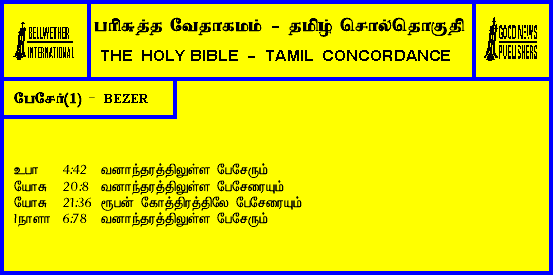 BELLWETHER
INTERNATIONAL
பரிசுத்த வேதாகமம் - தமிழ் சொல்தொகுதி
THE HOLY BIBLE - TAMIL CONCORDANCE
GOOD NEWS
PUBLISHERS
பேசேர்(1) - BEZER
உபா 4:42 வனாந்தரத்திலுள்ள பேசேரும்
யோசு 20:8 வனாந்தரத்திலுள்ள பேசேரையும்
யோசு 21:36 ரூபன் கோத்திரத்திலே பேசேரையும்
1நாளா 6:78 வனாந்தரத்திலுள்ள பேசேரும்